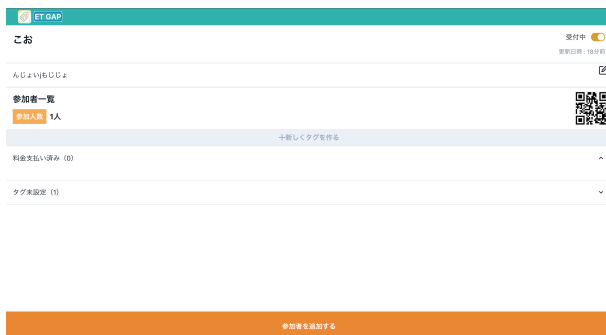 ET GAP
こお
受付中
更新日時:18分前
んじょいjもじじょ
参加者一覧
参加人数 1人
+新しくタグを作る
料金支払い済み(0)
タグ未設定(1)
参加者を追加する